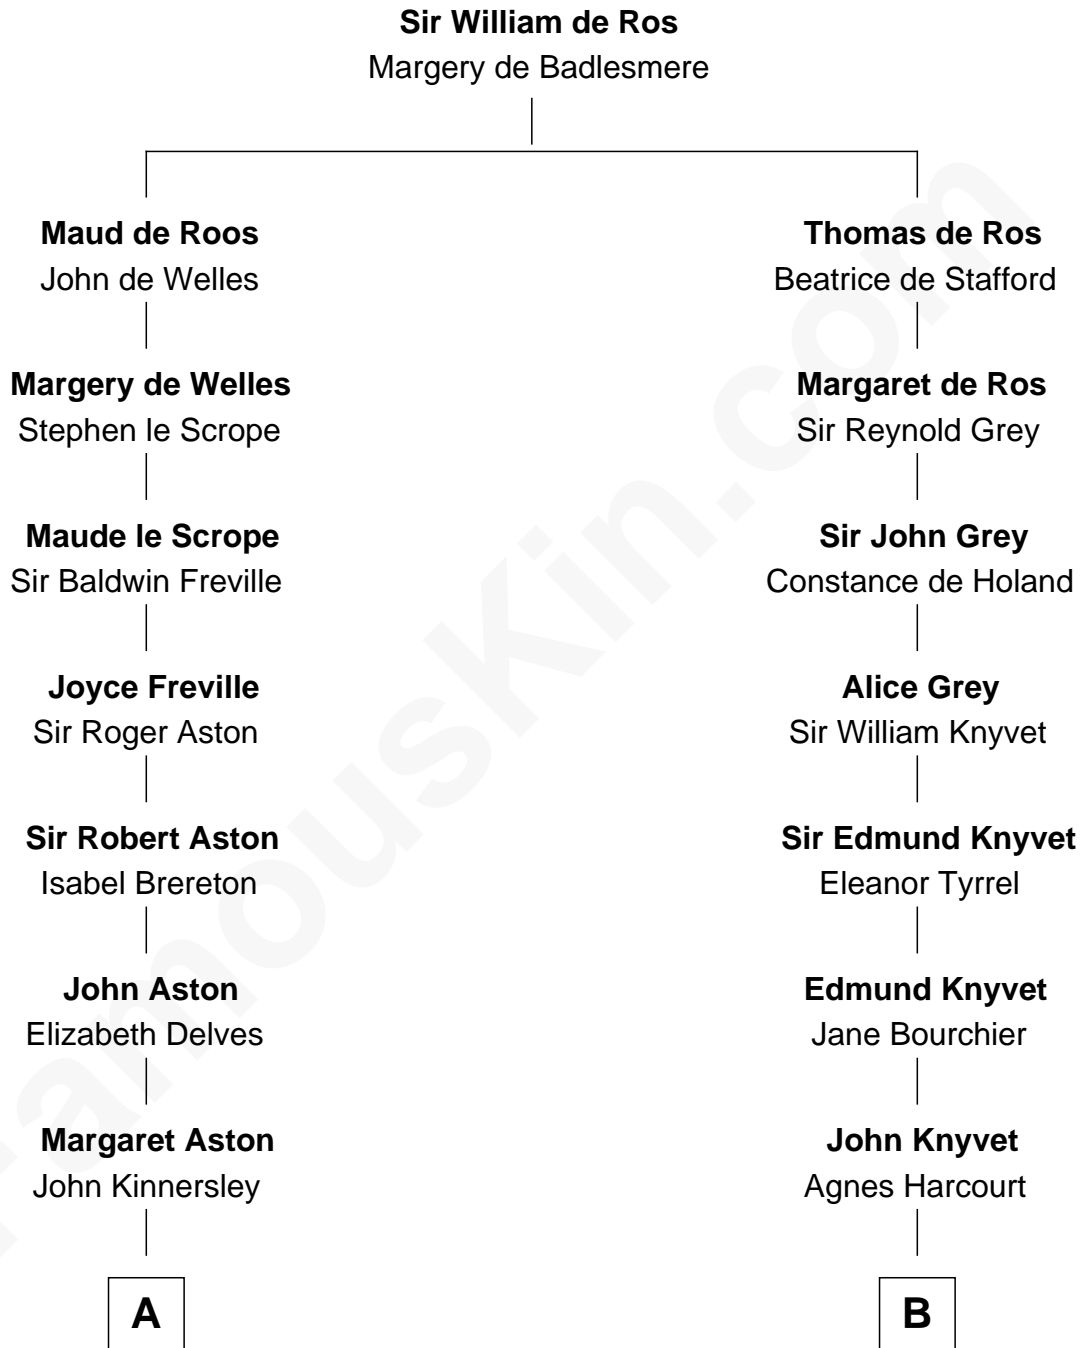 Sir William de Ros
Margery de Badlesmere
Maud de Roos
John de Welles
Margery de Welles
Stephen le Scrope
Maude le Scrope
Sir Baldwin Freville
Joyce Freville
Sir Roger Aston
Sir Robert Aston
Isabel Brereton
John Aston
Elizabeth Delves
Margaret Aston
John Kinnersley
A
Thomas de Ros
Beatrice de Stafford
Margaret de Ros
Sir Reynold Grey
Sir John Grey
Constance de Holand
Alice Grey
Sir William Knyvet
Sir Edmund Knyvet
Eleanor Tyrrel
Edmund Knyvet
Jane Bourchier
John Knyvet
Agnes Harcourt
B
FamousKin.com